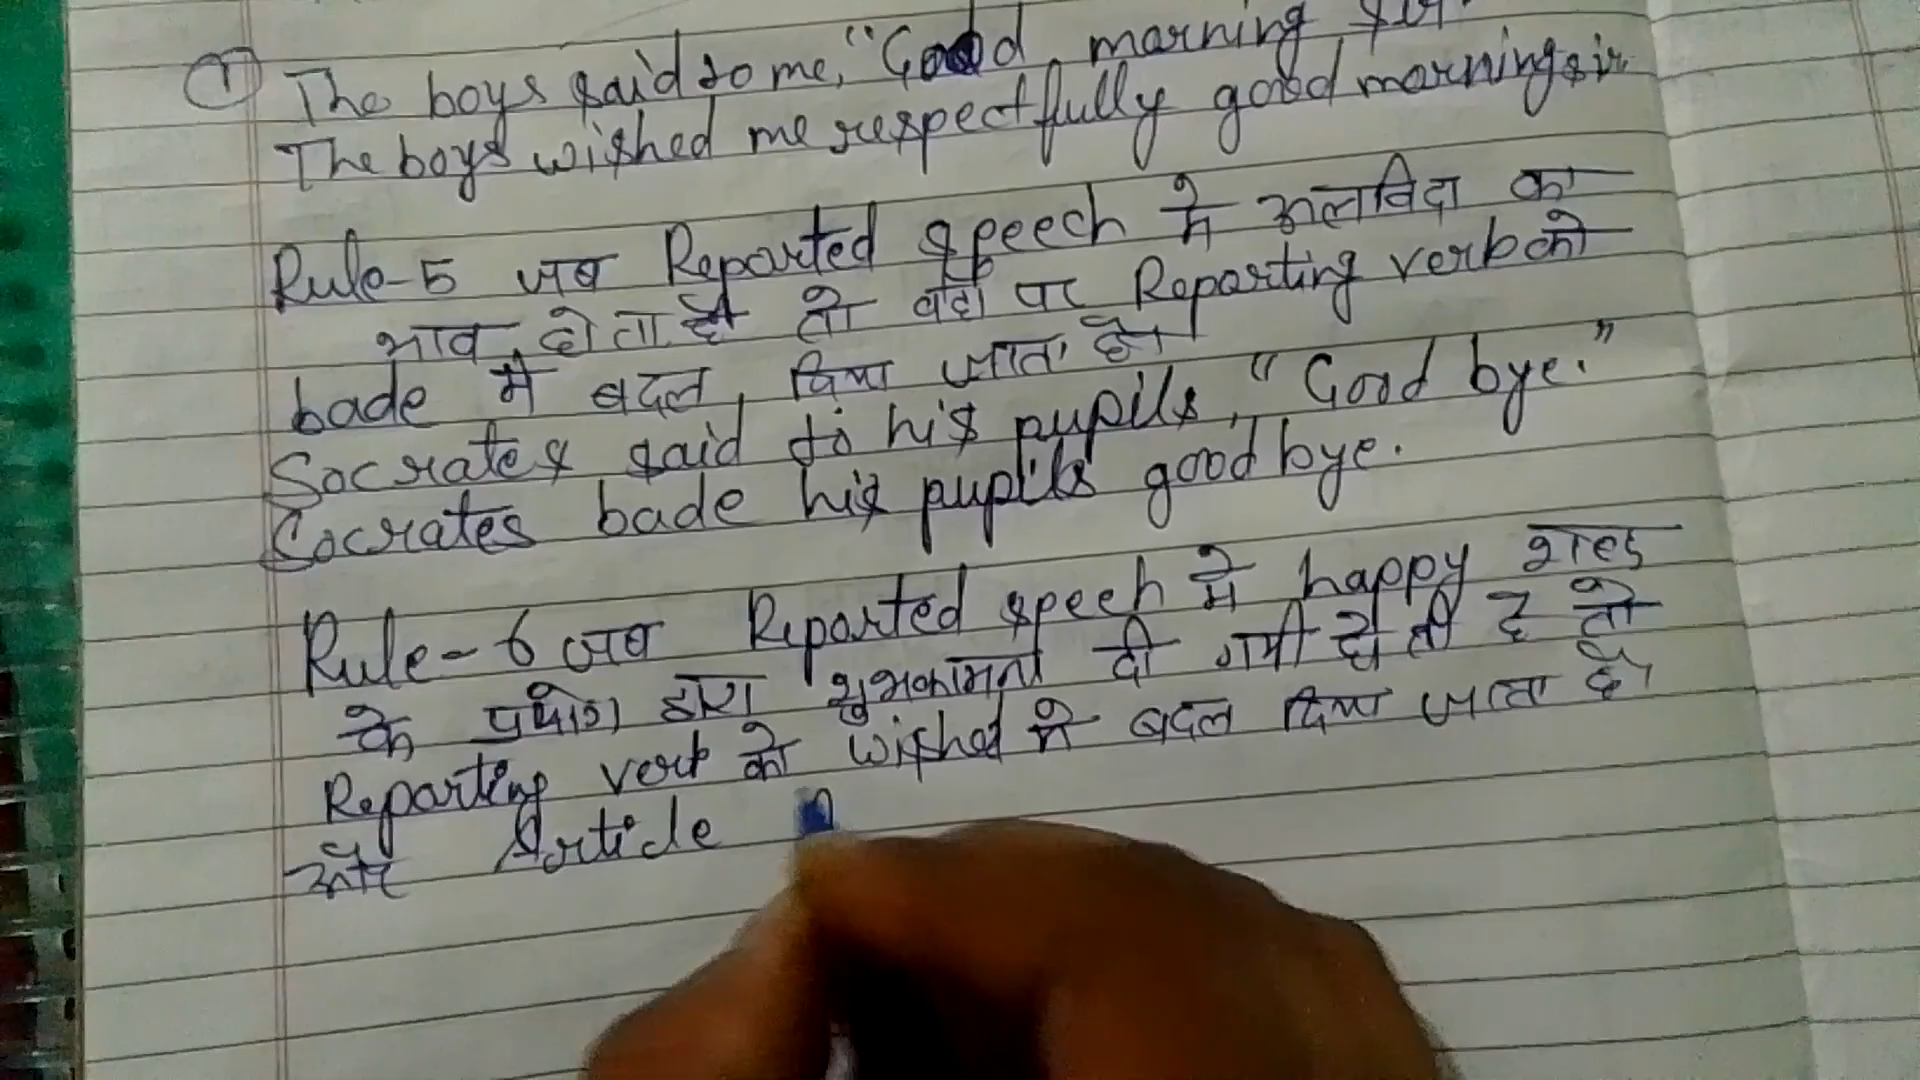 ① The boys said to me, "Good morning sir.
The boys wished me respectfully good morning sir
Rule-5 जब Reported speech मे अलविदा का
भाव होता है तो वहा पर Reporting verb को
bade मे बदल दिया जाता है।
Socrates said to his pupils, "Good bye."
Socrates bade his pupils good bye.
Rule-6 जब Reported speech मे happy शब्द
के प्रयोग द्वारा शुभकामना दी गयी होती है तो
Reporting verb को wished मे बदल दिया जाता है।
और Article